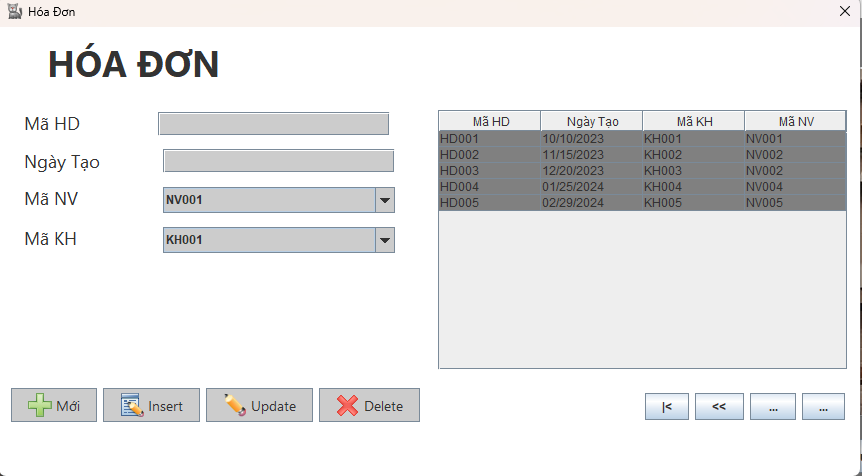 Hóa Đơn
HÓA ĐƠN
Mã HD
Ngày Tạo
Mã NV NV001
Mã KH KH001
Mã HD Ngày Tạo Mã KH Mã NV
HD001 10/10/2023 KH001 NV001
HD002 11/15/2023 KH002 NV002
HD003 12/20/2023 KH003 NV002
HD004 01/25/2024 KH004 NV004
HD005 02/29/2024 KH005 NV005
Mới Insert Update Delete
|< << ... ...